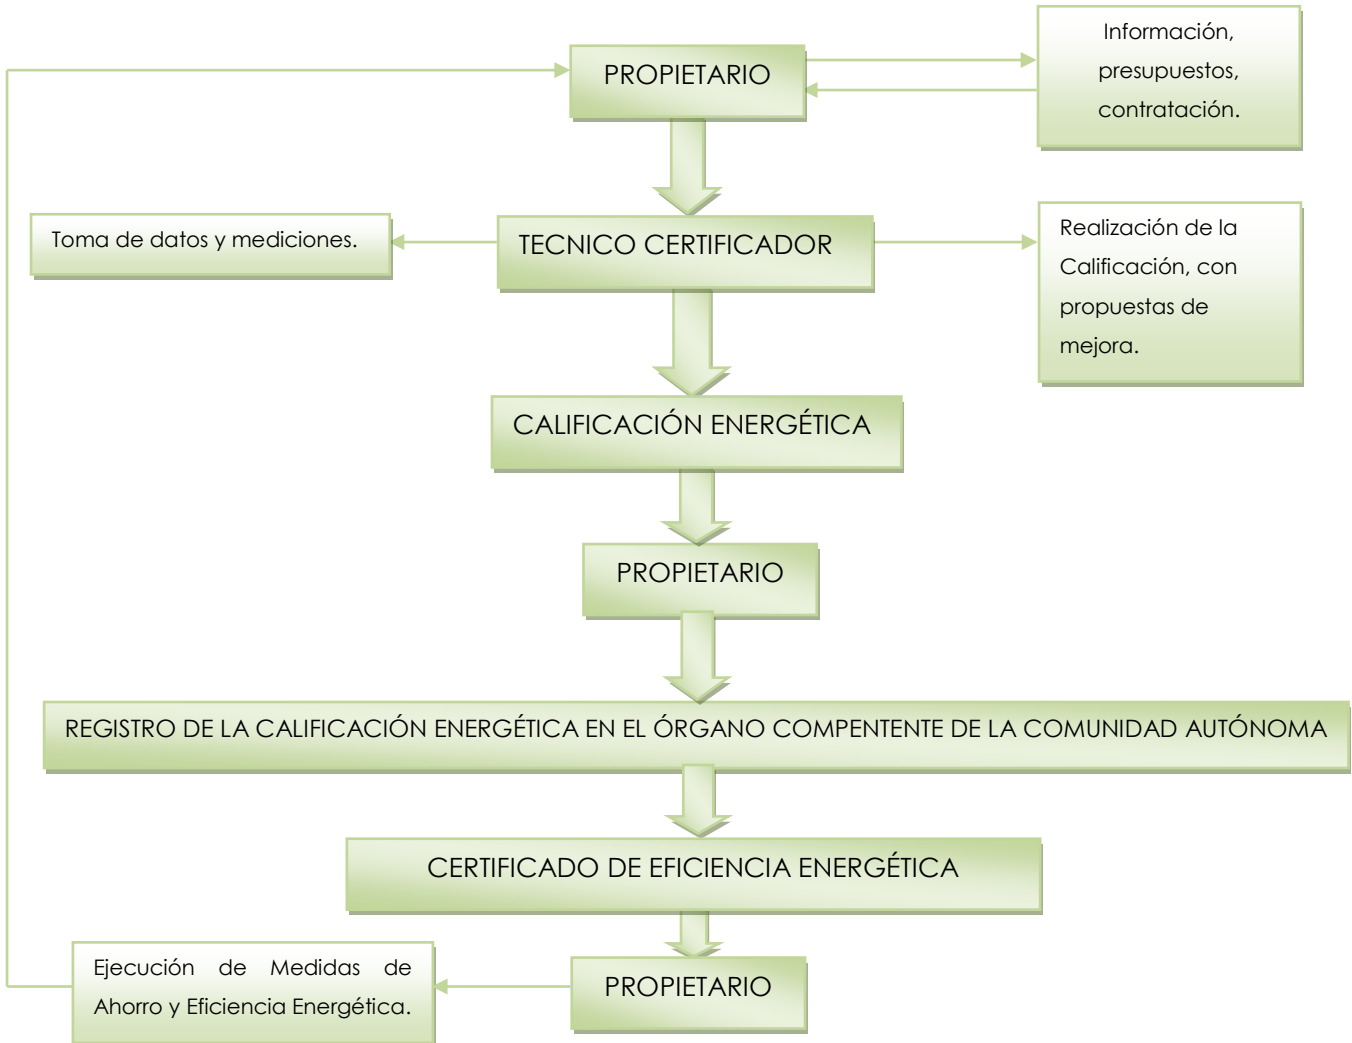 PROPIETARIO
Información,
presupuestos,
contratación.
Toma de datos y mediciones.
TECNICO CERTIFICADOR
Realización de la
Calificación, con
propuestas de
mejora.
CALIFICACIÓN ENERGÉTICA
PROPIETARIO
REGISTRO DE LA CALIFICACIÓN ENERGÉTICA EN EL ÓRGANO COMPENTENTE DE LA COMUNIDAD AUTÓNOMA
CERTIFICADO DE EFICIENCIA ENERGÉTICA
Ejecución de Medidas de
Ahorro y Eficiencia Energética.
PROPIETARIO